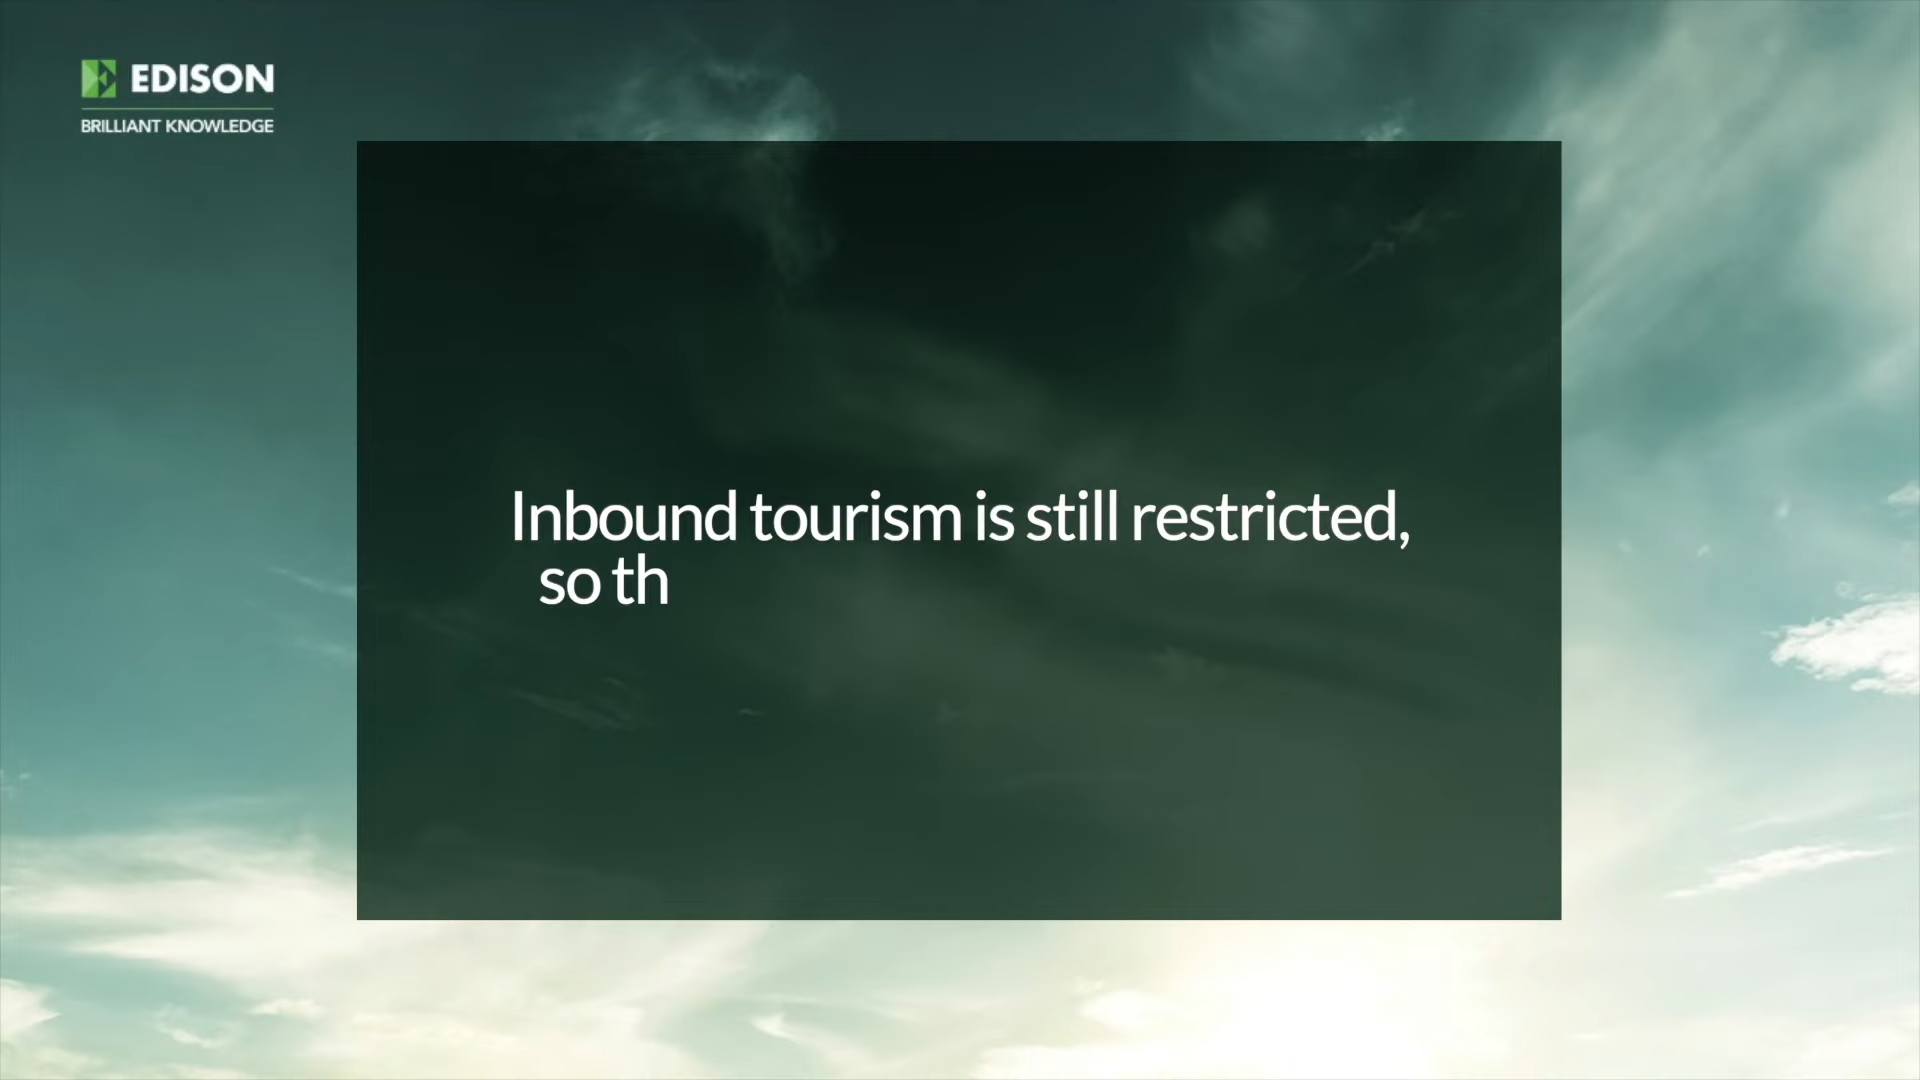 EDISON
BRILLIANT KNOWLEDGE
Inbound tourism is still restricted,
so th